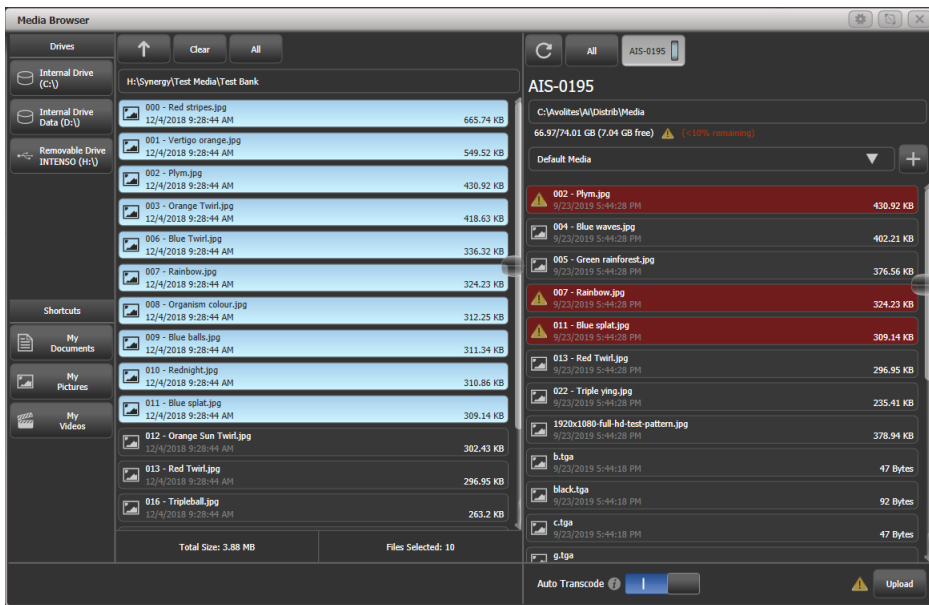 Media Browser
Drives
Internal Drive
(C:\)
Internal Drive
Data (D:\)
Removable Drive
INTENSO (H:\)
Shortcuts
My
Documents
My
Pictures
My
Videos
Clear
All
H:\Synergy\Test Media\Test Bank
000 - Red stripes.jpg
12/4/2018 9:28:44 AM
665.74 KB
001 - Vertigo orange.jpg
12/4/2018 9:28:44 AM
549.52 KB
002 - Plym.jpg
12/4/2018 9:28:44 AM
430.92 KB
003 - Orange Twirl.jpg
12/4/2018 9:28:44 AM
418.63 KB
006 - Blue Twirl.jpg
12/4/2018 9:28:44 AM
336.32 KB
007 - Rainbow.jpg
12/4/2018 9:28:44 AM
324.23 KB
008 - Organism colour.jpg
12/4/2018 9:28:44 AM
312.25 KB
009 - Blue balls.jpg
12/4/2018 9:28:44 AM
311.34 KB
010 - Rednight.jpg
12/4/2018 9:28:44 AM
310.86 KB
011 - Blue splat.jpg
12/4/2018 9:28:44 AM
309.14 KB
012 - Orange Sun Twirl.jpg
12/4/2018 9:28:44 AM
302.43 KB
013 - Red Twirl.jpg
12/4/2018 9:28:44 AM
296.95 KB
016 - Tripleball.jpg
12/4/2018 9:28:44 AM
263.2 KB
Total Size: 3.88 MB
Files Selected: 10
All
AIS-0195
AIS-0195
C:\Avolites\Ai\Distrib\Media
66.97/74.01 GB (7.04 GB free) (<10% remaining)
Default Media
002 - Plym.jpg
9/23/2019 5:44:28 PM
430.92 KB
004 - Blue waves.jpg
9/23/2019 5:44:28 PM
402.21 KB
005 - Green rainforest.jpg
9/23/2019 5:44:28 PM
376.56 KB
007 - Rainbow.jpg
9/23/2019 5:44:28 PM
324.23 KB
011 - Blue splat.jpg
9/23/2019 5:44:28 PM
309.14 KB
013 - Red Twirl.jpg
9/23/2019 5:44:28 PM
296.95 KB
022 - Triple ying.jpg
9/23/2019 5:44:28 PM
235.41 KB
1920x1080-full-hd-test-pattern.jpg
9/23/2019 5:44:28 PM
378.94 KB
b.tga
9/23/2019 5:44:18 PM
47 Bytes
black.tga
9/23/2019 5:44:18 PM
92 Bytes
c.tga
9/23/2019 5:44:18 PM
47 Bytes
g.tga
Auto Transcode
Upload